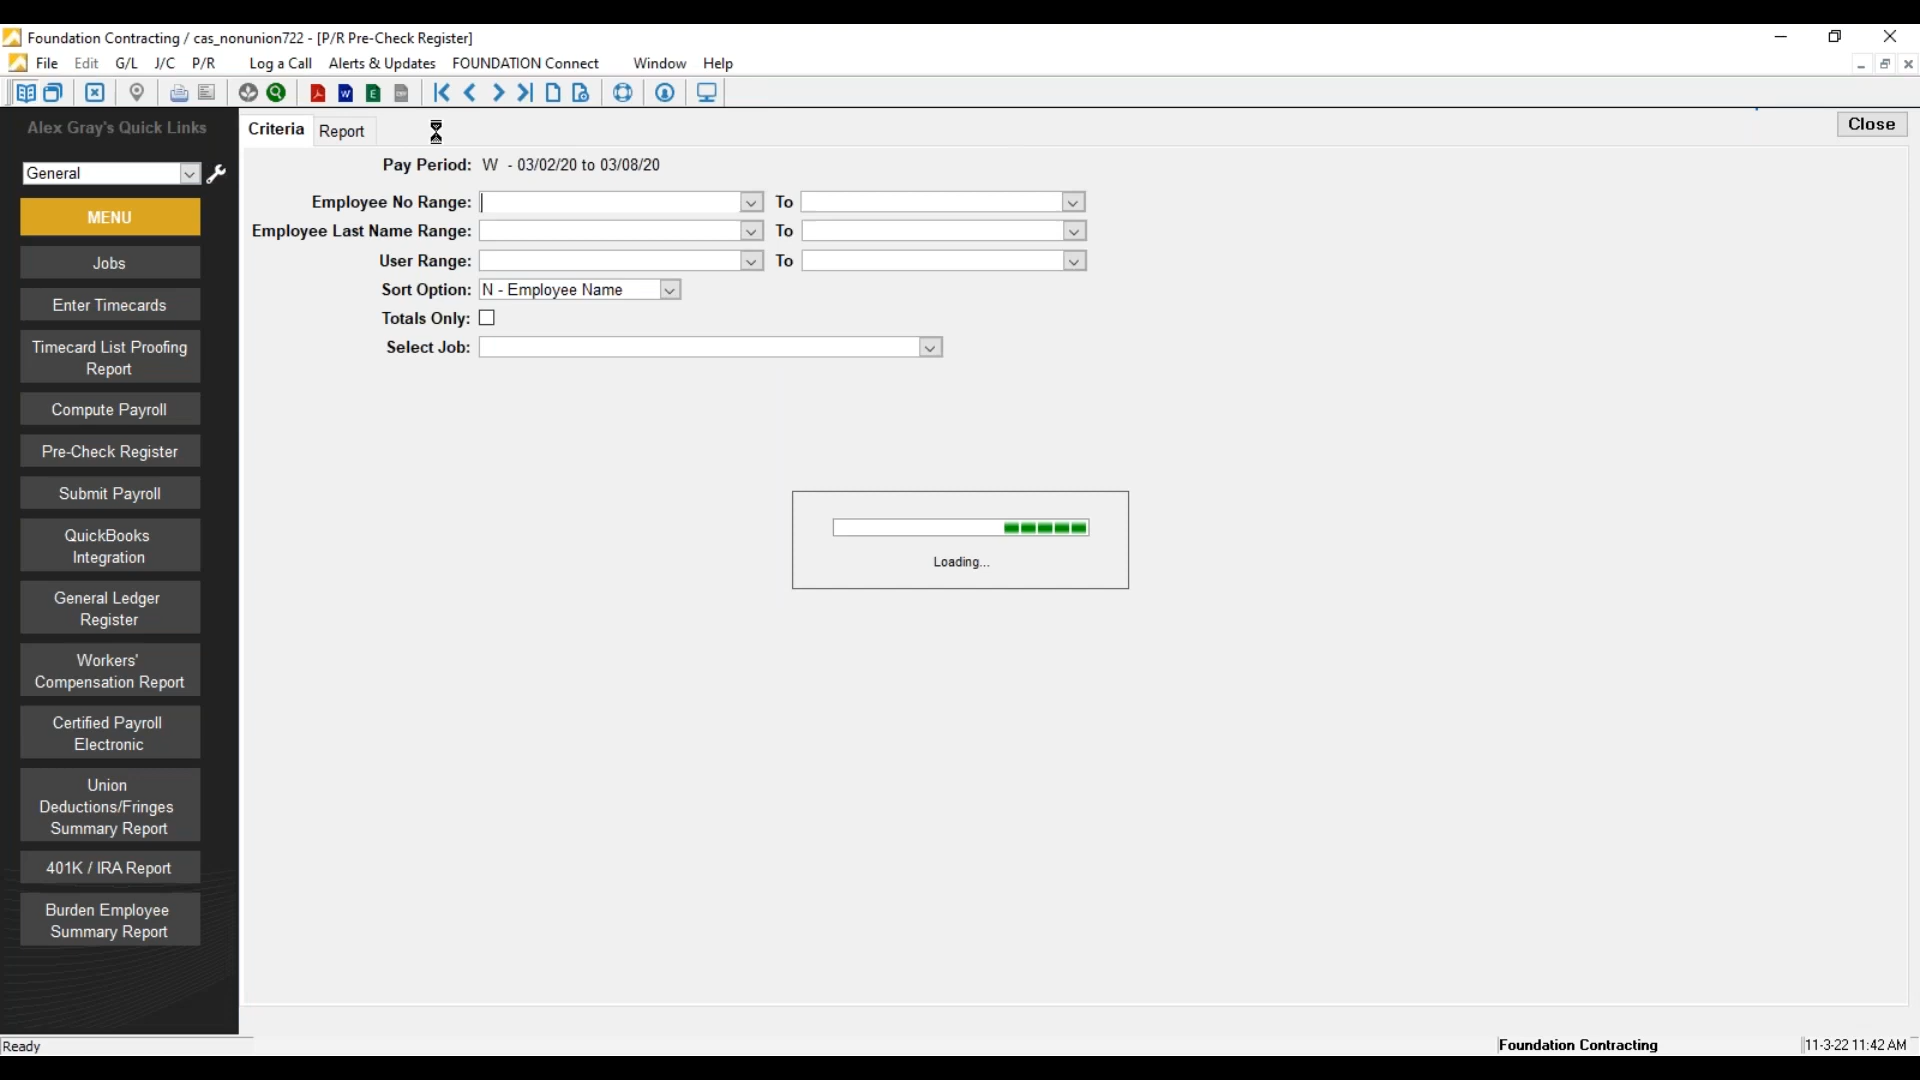 Foundation Contracting / cas_nonunion722 - [P/R Pre-Check Register]
File Edit G/L J/C P/R Log a Call Alerts & Updates FOUNDATION Connect Window Help
Alex Gray's Quick Links
General
MENU
Jobs
Enter Timecards
Timecard List Proofing
Report
Compute Payroll
Pre-Check Register
Submit Payroll
QuickBooks
Integration
General Ledger
Register
Workers'
Compensation Report
Certified Payroll
Electronic
Union
Deductions/Fringes
Summary Report
401K / IRA Report
Burden Employee
Summary Report
Criteria Report
Close
Pay Period: W - 03/02/20 to 03/08/20
Employee No Range: To
Employee Last Name Range: To
User Range: To
Sort Option: N - Employee Name
Totals Only:
Select Job:
Loading...
Ready
Foundation Contracting
11-3-22 11:42 AM